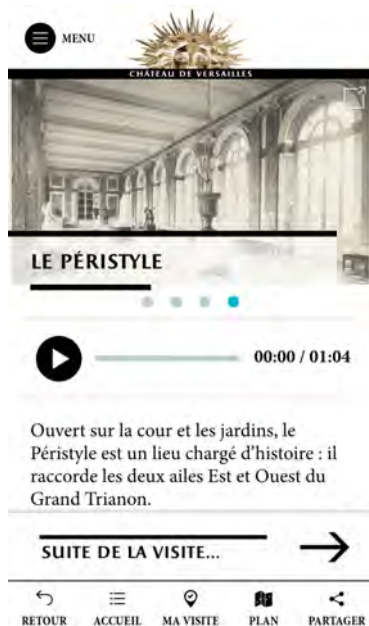 MENU
CHÂTEAU DE VERSAILLES
LE PÉRISTYLE
00:00 / 01:04
Ouvert sur la cour et les jardins, le
Péristyle est un lieu chargé d’histoire : il
raccorde les deux ailes Est et Ouest du
Grand Trianon.
SUITE DE LA VISITE...
RETOUR ACCUEIL MA VISITE PLAN PARTAGER